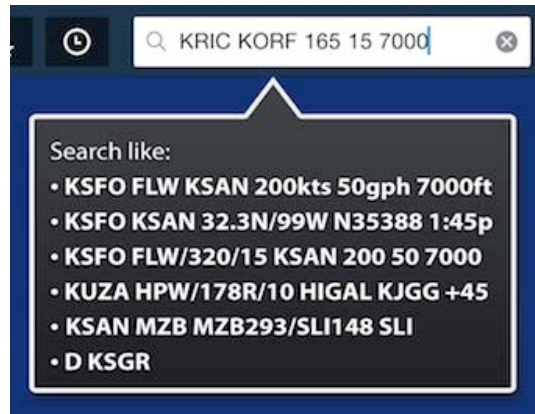 KRIC KORF 165 15 7000
Search like:
• KSFO FLW KSAN 200kts 50gph 7000ft
• KSFO KSAN 32.3N/99W N35388 1:45p
• KSFO FLW/320/15 KSAN 200 50 7000
• KUZA HPW/178R/10 HIGAL KJGG +45
• KSAN MZB MZB293/SLI148 SLI
• D KSGR